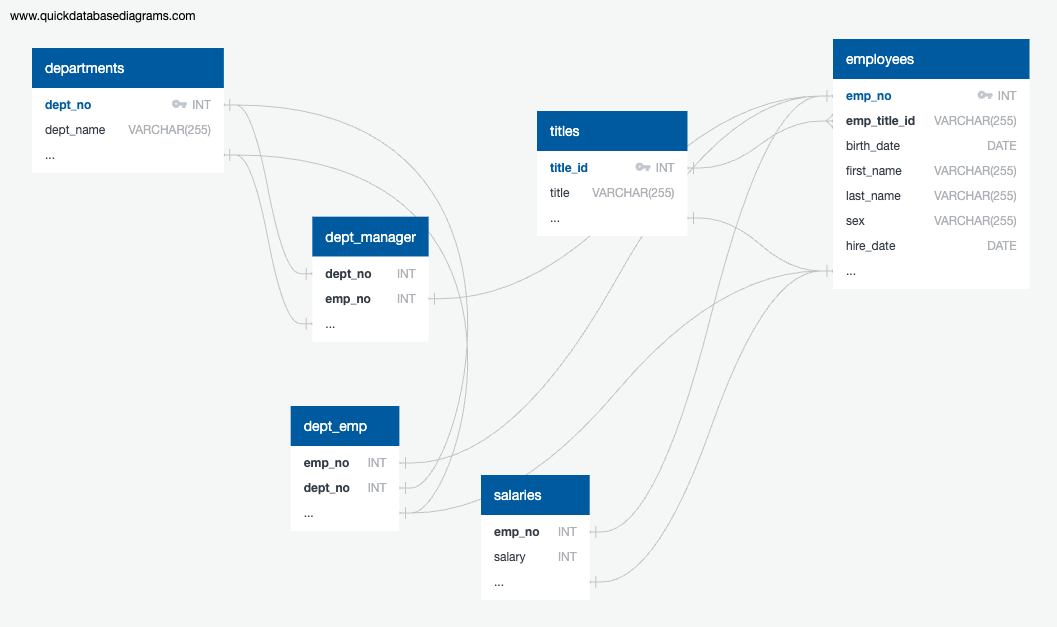 www.quickdatabasediagrams.com
departments
dept_no INT
dept_name VARCHAR(255)
...
dept_manager
dept_no INT
emp_no INT
...
dept_emp
emp_no INT
dept_no INT
...
titles
title_id INT
title VARCHAR(255)
...
salaries
emp_no INT
salary INT
...
employees
emp_no INT
emp_title_id VARCHAR(255)
birth_date DATE
first_name VARCHAR(255)
last_name VARCHAR(255)
sex VARCHAR(255)
hire_date DATE
...